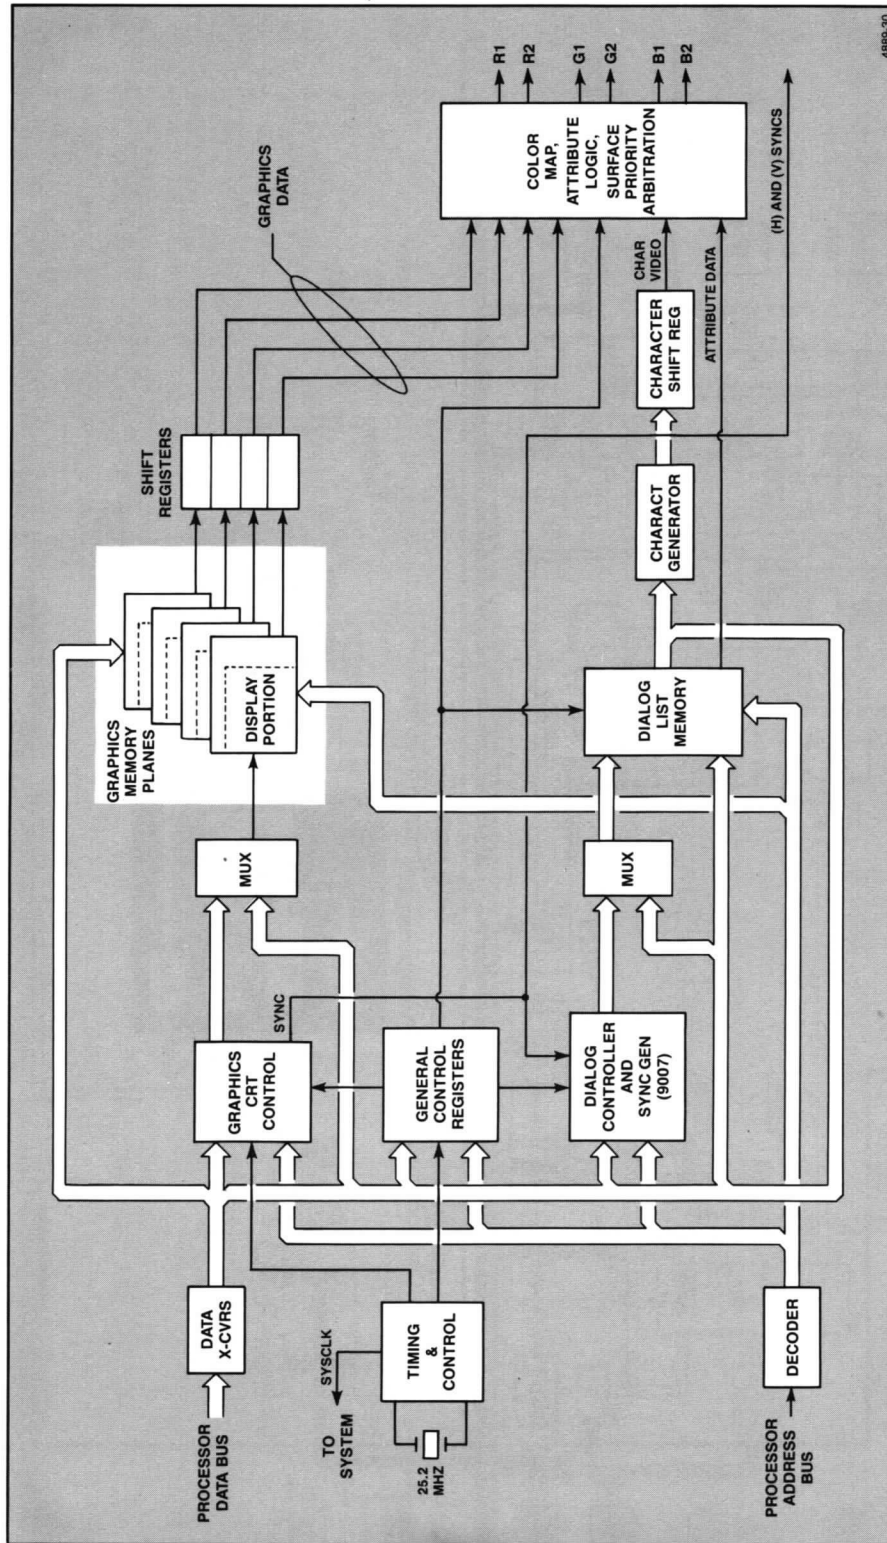 PROCESSOR
DATA BUS
DATA
X-CVRS
TO
SYSTEM
SYSCLK
25.2
MHZ
TIMING
&
CONTROL
PROCESSOR
ADDRESS
BUS
DECODER
GRAPHICS
CRT
CONTROL
SYNC
GENERAL
CONTROL
REGISTERS
DIALOG
CONTROLLER
AND
SYNC GEN
(9007)
MUX
MUX
GRAPHICS
MEMORY
PLANES
DISPLAY
PORTION
DIALOG
LIST
MEMORY
SHIFT
REGISTERS
CHARACT
GENERATOR
CHARACTER
SHIFT REG
GRAPHICS
DATA
CHAR
VIDEO
ATTRIBUTE DATA
COLOR
MAP,
ATTRIBUTE
LOGIC,
SURFACE
PRIORITY
ARBITRATION
R1
R2
G1
G2
B1
B2
(H) AND (V) SYNCS
4889-20